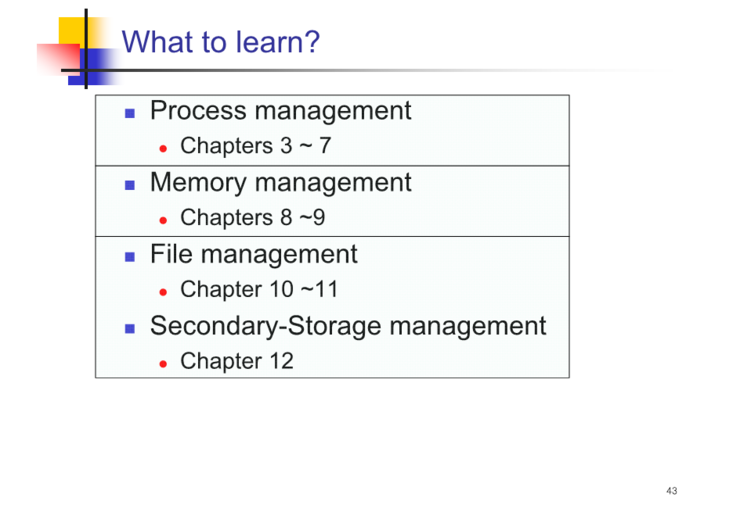 What to learn?
Process management
Chapters 3 ~ 7
Memory management
Chapters 8 ~9
File management
Chapter 10 ~11
Secondary-Storage management
Chapter 12
43